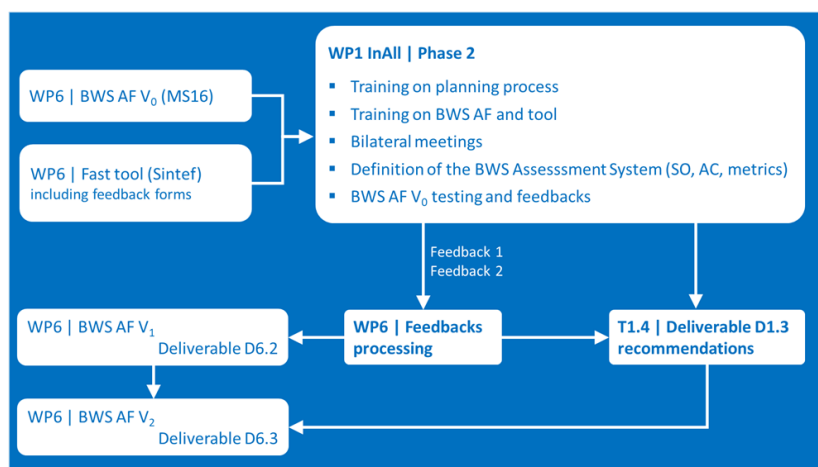 WP1 InAll | Phase 2
▪ Training on planning process
▪ Training on BWS AF and tool
▪ Bilateral meetings
▪ Definition of the BWS Assesssment System (SO, AC, metrics)
▪ BWS AF V₀ testing and feedbacks
WP6 | BWS AF V₀ (MS16)
WP6 | Fast tool (Sintef)
including feedback forms
Feedback 1
Feedback 2
WP6 | BWS AF V₁
Deliverable D6.2
WP6 | Feedbacks
processing
T1.4 | Deliverable D1.3
recommendations
WP6 | BWS AF V₂
Deliverable D6.3